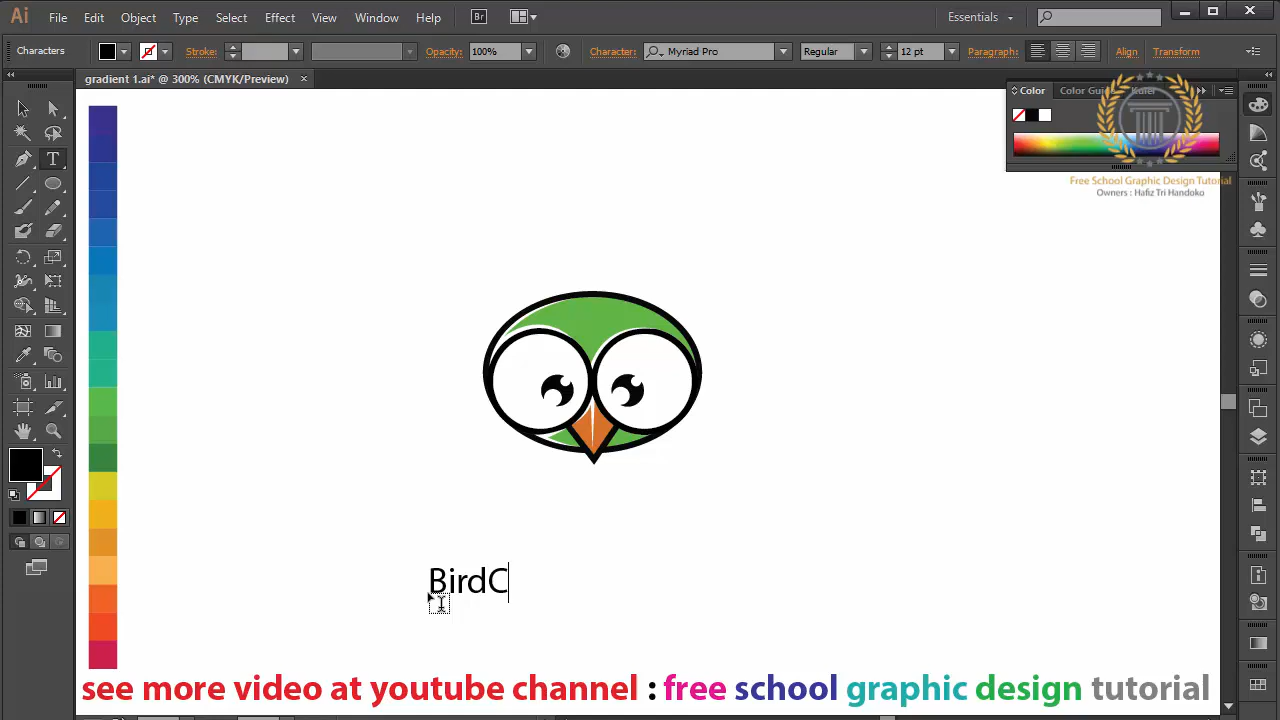 Ai File Edit Object Type Select Effect View Window Help Br Essentials
Characters Stroke: Opacity: 100% Character: Myriad Pro Regular 12 pt Paragraph: Align Transform
gradient 1.ai* @ 300% (CMYK/Preview) ×
Color Color Guide Kuler
Free School Graphic Design Tutorial
Owners : Hafiz Tri Handoko
BirdC
see more video at youtube channel : free school graphic design tutorial